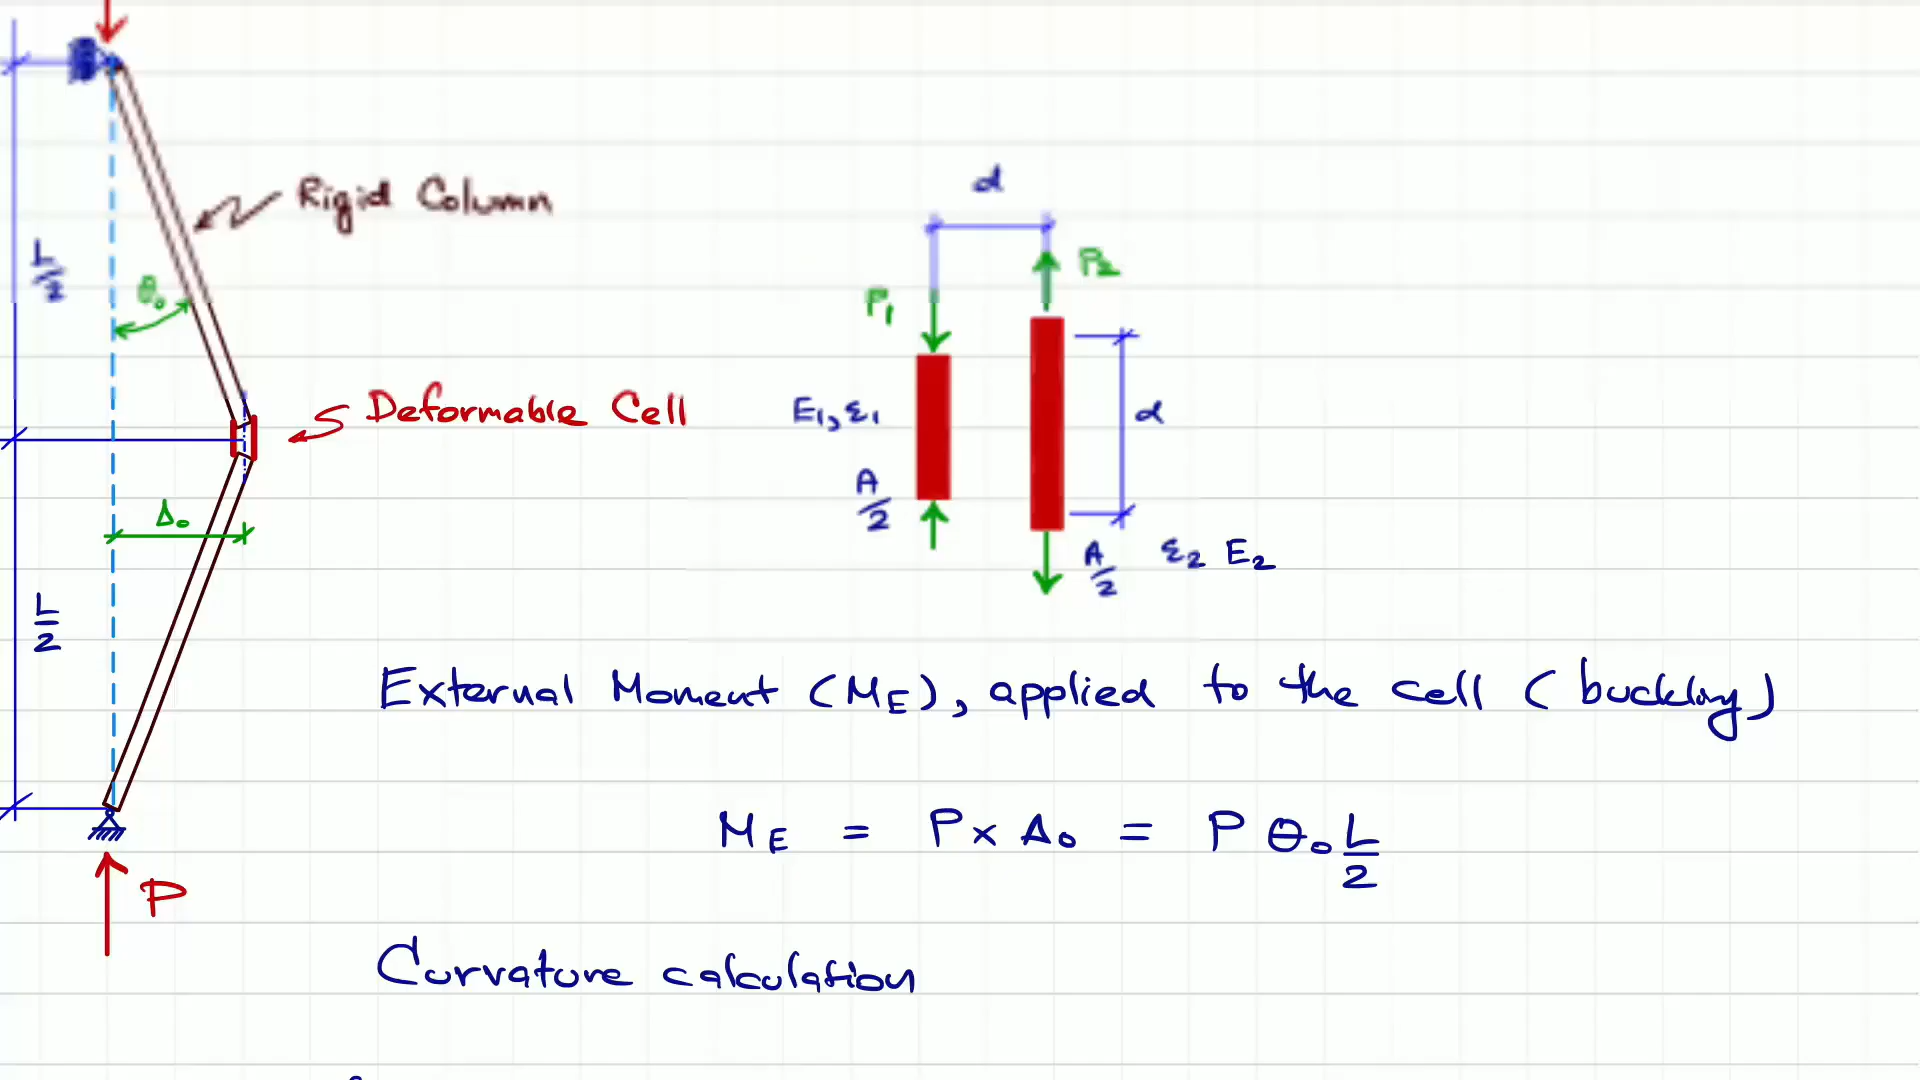 d
P₂
Rigid Column
L/2
θ₀
P₁
Deformable Cell
E₁, ε₁
d
A/2
Δ₀
A/2 ε₂ E₂
L/2
External Moment (M_E), applied to the cell (buckling)
M_E = P x Δ₀ = P θ₀ L/2
P
Curvature calculation